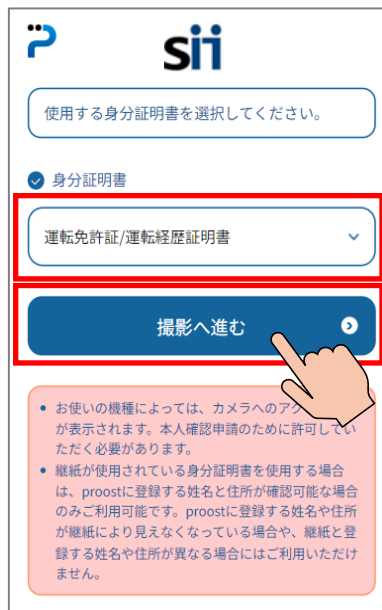 sii
使用する身分証明書を選択してください。
身分証明書
運転免許証/運転経歴証明書
撮影へ進む
• お使いの機種によっては、カメラへのア
が表示されます。本人確認申請のために許可してい
ただく必要があります。
• 継紙が使用されている身分証明書を使用する場合
は、proostに登録する姓名と住所が確認可能な場合
のみご利用可能です。proostに登録する姓名や住所
が継紙により見えなくなっている場合や、継紙と登
録する姓名や住所が異なる場合にはご利用いただけ
ません。